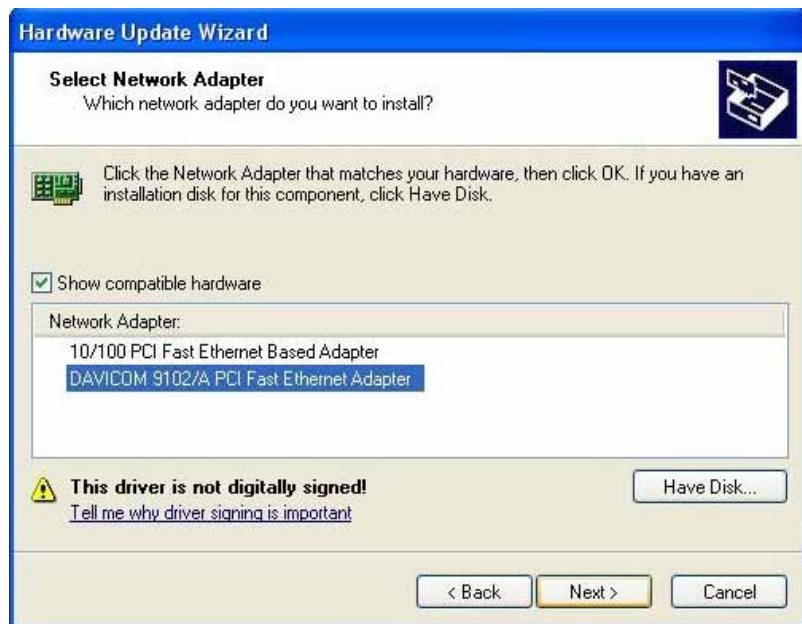 Hardware Update Wizard
Select Network Adapter
Which network adapter do you want to install?
Click the Network Adapter that matches your hardware, then click OK. If you have an
installation disk for this component, click Have Disk.
Show compatible hardware
Network Adapter:
10/100 PCI Fast Ethernet Based Adapter
DAVICOM 9102/A PCI Fast Ethernet Adapter
This driver is not digitally signed!
Have Disk...
Tell me why driver signing is important
< Back
Next >
Cancel